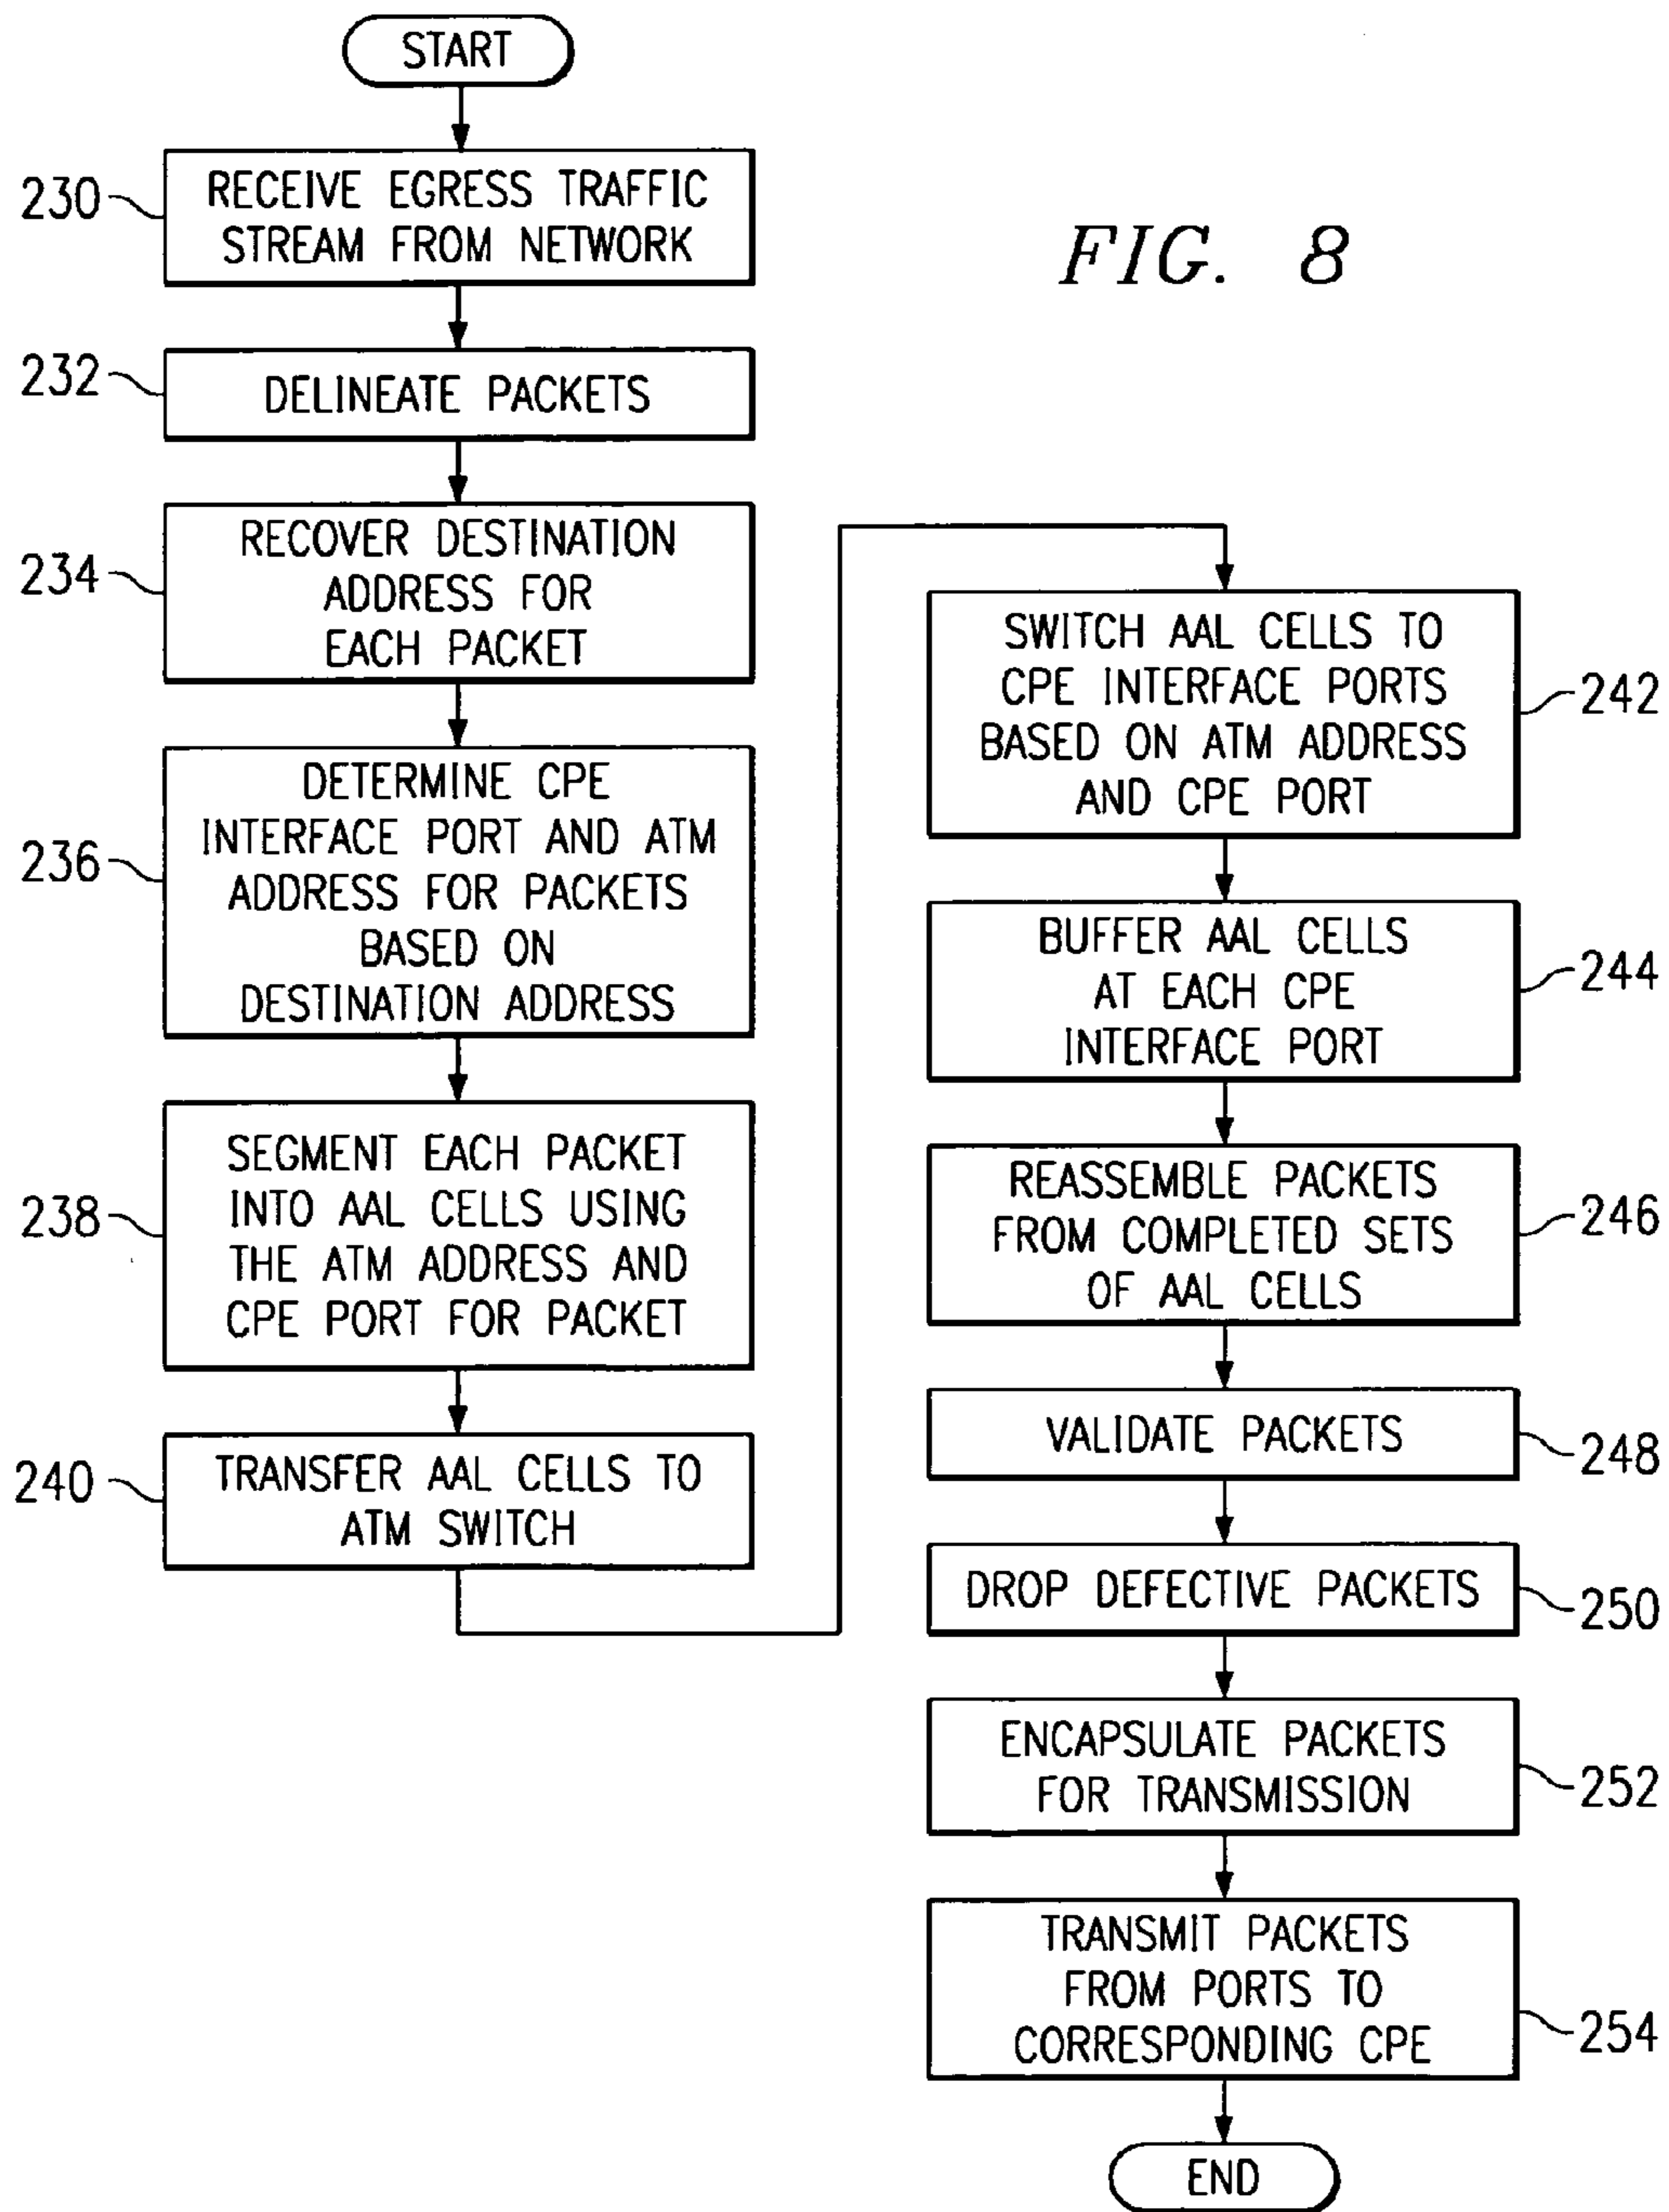 START
230
RECEIVE EGRESS TRAFFIC
STREAM FROM NETWORK
FIG. 8
232
DELINEATE PACKETS
234
RECOVER DESTINATION
ADDRESS FOR
EACH PACKET
236
DETERMINE CPE
INTERFACE PORT AND ATM
ADDRESS FOR PACKETS
BASED ON
DESTINATION ADDRESS
238
SEGMENT EACH PACKET
INTO AAL CELLS USING
THE ATM ADDRESS AND
CPE PORT FOR PACKET
240
TRANSFER AAL CELLS TO
ATM SWITCH
SWITCH AAL CELLS TO
CPE INTERFACE PORTS
BASED ON ATM ADDRESS
AND CPE PORT
242
BUFFER AAL CELLS
AT EACH CPE
INTERFACE PORT
244
REASSEMBLE PACKETS
FROM COMPLETED SETS
OF AAL CELLS
246
VALIDATE PACKETS
248
DROP DEFECTIVE PACKETS
250
ENCAPSULATE PACKETS
FOR TRANSMISSION
252
TRANSMIT PACKETS
FROM PORTS TO
CORRESPONDING CPE
254
END